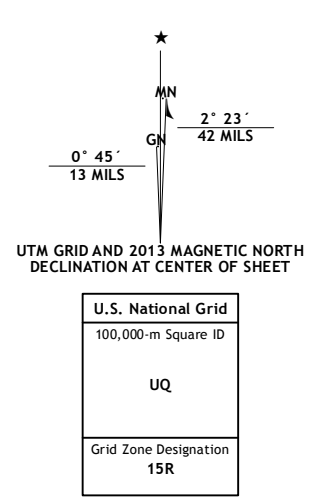 MN
2° 23´
42 MILS
GN
0° 45´
13 MILS
UTM GRID AND 2013 MAGNETIC NORTH
DECLINATION AT CENTER OF SHEET
U.S. National Grid
100,000-m Square ID
UQ
Grid Zone Designation
15R